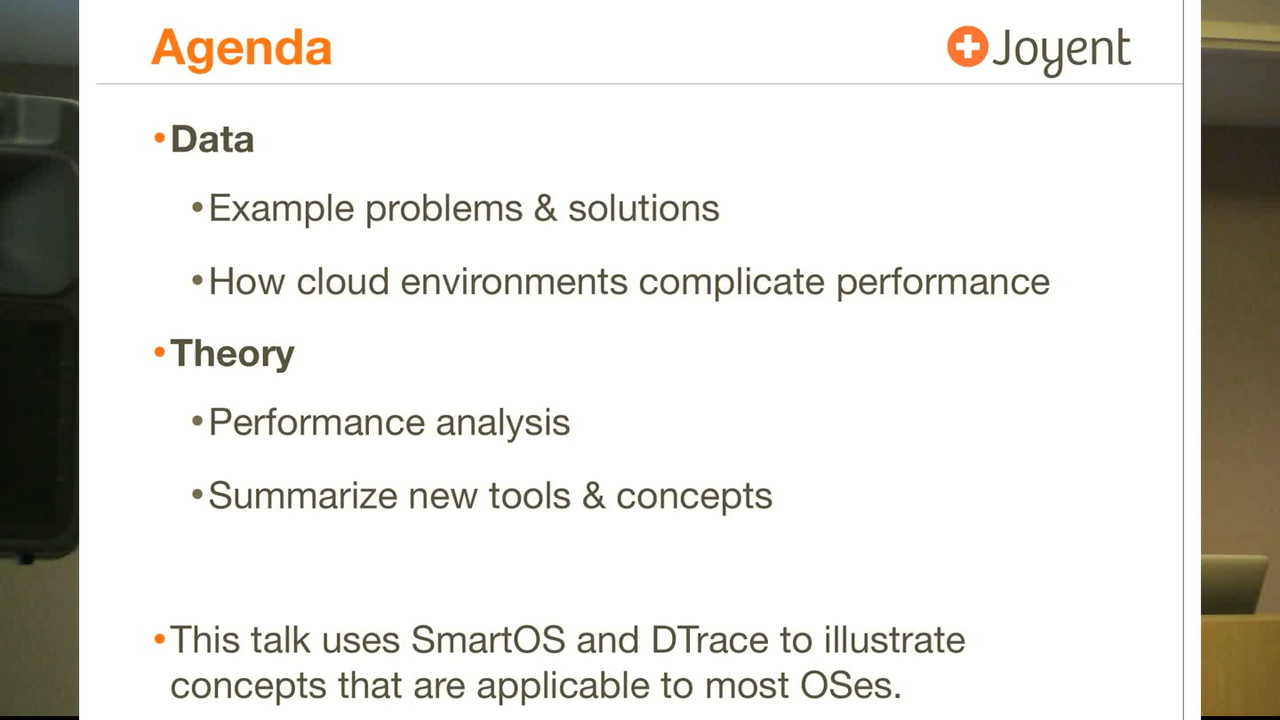 Agenda
Joyent
•Data
•Example problems & solutions
•How cloud environments complicate performance
•Theory
•Performance analysis
•Summarize new tools & concepts
•This talk uses SmartOS and DTrace to illustrate
concepts that are applicable to most OSes.